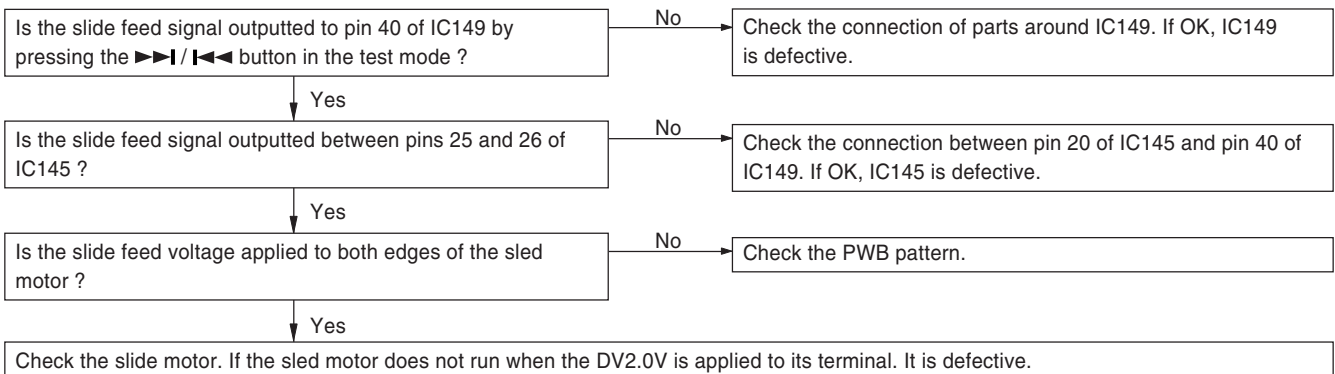 Is the slide feed signal outputted to pin 40 of IC149 by
pressing the ►►I / I◄◄ button in the test mode ?
No
Check the connection of parts around IC149. If OK, IC149
is defective.
Yes
Is the slide feed signal outputted between pins 25 and 26 of
IC145 ?
No
Check the connection between pin 20 of IC145 and pin 40 of
IC149. If OK, IC145 is defective.
Yes
Is the slide feed voltage applied to both edges of the sled
motor ?
No
Check the PWB pattern.
Yes
Check the slide motor. If the sled motor does not run when the DV2.0V is applied to its terminal. It is defective.